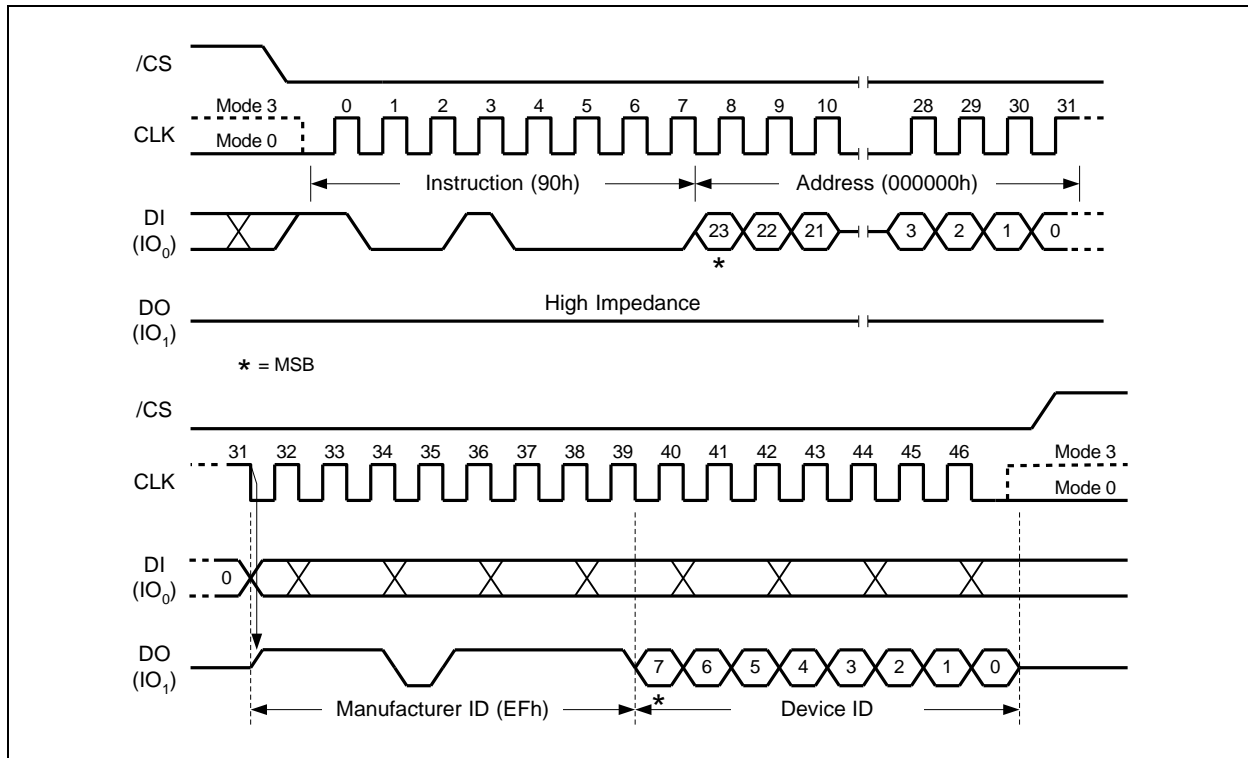 /CS
Mode 3
0 1 2 3 4 5 6 7 8 9 10 28 29 30 31
CLK
Mode 0
Instruction (90h) Address (000000h)
DI
(IO0)
23 22 21 3 2 1 0
*
High Impedance
DO
(IO1)
* = MSB
/CS
31 32 33 34 35 36 37 38 39 40 41 42 43 44 45 46
Mode 3
CLK
Mode 0
DI
(IO0)
0
DO
(IO1)
7 6 5 4 3 2 1 0
*
Manufacturer ID (EFh) Device ID